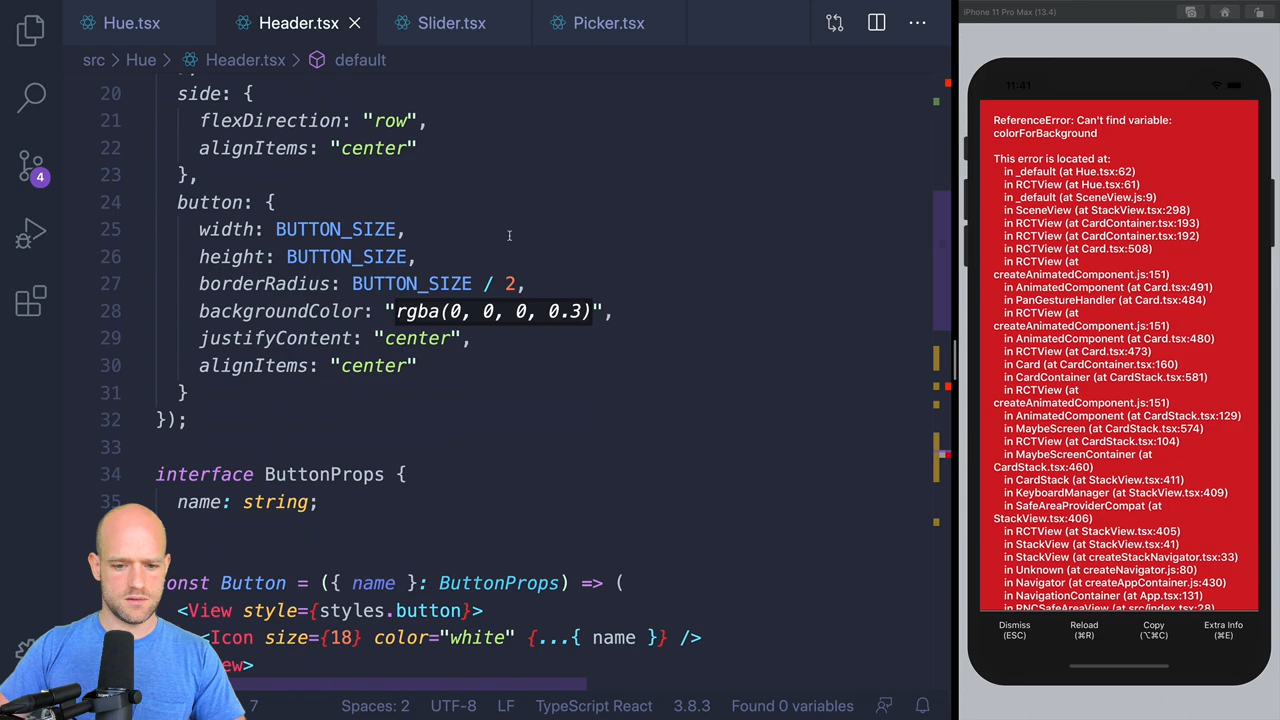 Hue.tsx
Header.tsx
Slider.tsx
Picker.tsx
src > Hue > Header.tsx > default
20 side: {
21 flexDirection: "row",
22 alignItems: "center"
23 },
24 button: {
25 width: BUTTON_SIZE,
26 height: BUTTON_SIZE,
27 borderRadius: BUTTON_SIZE / 2,
28 backgroundColor: "rgba(0, 0, 0, 0.3)",
29 justifyContent: "center",
30 alignItems: "center"
31 }
32 });
33
34 interface ButtonProps {
35 name: string;
onst Button = ({ name }: ButtonProps) => (
<View style={styles.button}>
<Icon size={18} color="white" {...{ name }} />
ew>
4
7
Spaces: 2
UTF-8
LF
TypeScript React
3.8.3
Found 0 variables
iPhone 11 Pro Max (13.4)
11:41
ReferenceError: Can't find variable:
colorForBackground
This error is located at:
in _default (at Hue.tsx:62)
in RCTView (at Hue.tsx:61)
in _default (at SceneView.js:9)
in SceneView (at StackView.tsx:298)
in RCTView (at CardContainer.tsx:193)
in RCTView (at CardContainer.tsx:192)
in RCTView (at Card.tsx:508)
in RCTView (at
createAnimatedComponent.js:151)
in AnimatedComponent (at Card.tsx:491)
in PanGestureHandler (at Card.tsx:484)
in RCTView (at
createAnimatedComponent.js:151)
in AnimatedComponent (at Card.tsx:480)
in RCTView (at Card.tsx:473)
in Card (at CardContainer.tsx:160)
in CardContainer (at CardStack.tsx:581)
in RCTView (at
createAnimatedComponent.js:151)
in AnimatedComponent (at CardStack.tsx:129)
in MaybeScreen (at CardStack.tsx:574)
in RCTView (at CardStack.tsx:104)
in MaybeScreenContainer (at
CardStack.tsx:460)
in CardStack (at StackView.tsx:411)
in KeyboardManager (at StackView.tsx:409)
in SafeAreaProviderCompat (at
StackView.tsx:406)
in RCTView (at StackView.tsx:405)
in StackView (at StackView.tsx:41)
in StackView (at createStackNavigator.tsx:33)
in Unknown (at createNavigator.js:80)
in Navigator (at createAppContainer.js:430)
in NavigationContainer (at App.tsx:131)
in RNCSafeAreaView (at src/index.tsx:28)
Dismiss
(ESC)
Reload
(⌘R)
Copy
(⌥⌘C)
Extra Info
(⌘E)